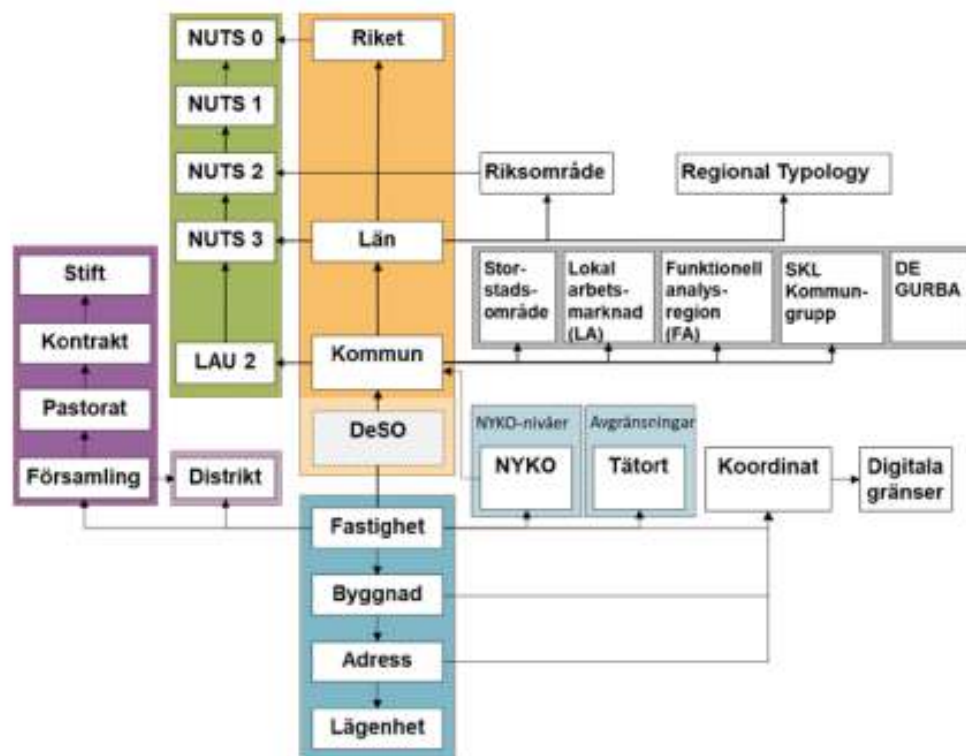 NUTS 0
Riket
NUTS 1
NUTS 2
Riksområde
Regional Typology
NUTS 3
Län
Stift
Stor-
stads-
område
Lokal
arbets-
marknad
(LA)
Funktionell
analys-
region
(FA)
SKL
Kommun-
grupp
DE
GURBA
Kontrakt
LAU 2
Kommun
Pastorat
DeSO
NYKO-nivåer
Avgränsningar
Församling
Distrikt
NYKO
Tätort
Koordinat
Digitala
gränser
Fastighet
Byggnad
Adress
Lägenhet